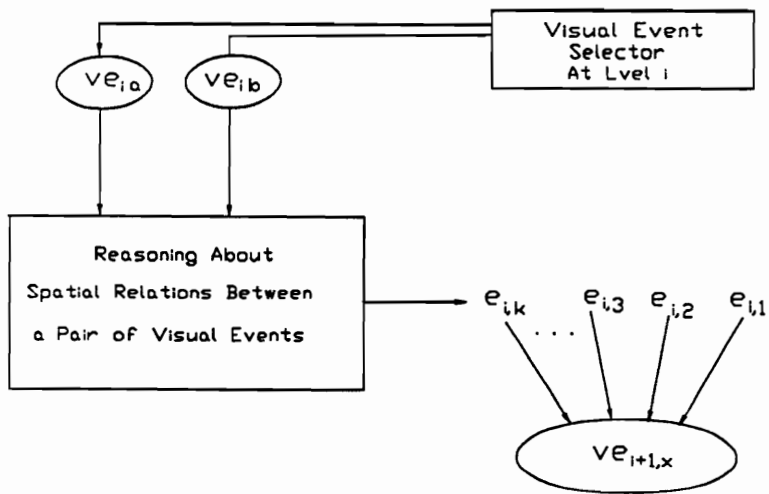 Visual Event
Selector
At Lvel i
ve_ia
ve_ib
Reasoning About
Spatial Relations Between
a Pair of Visual Events
e_i,k . . . e_i,3 e_i,2 e_i,1
ve_i+1,x